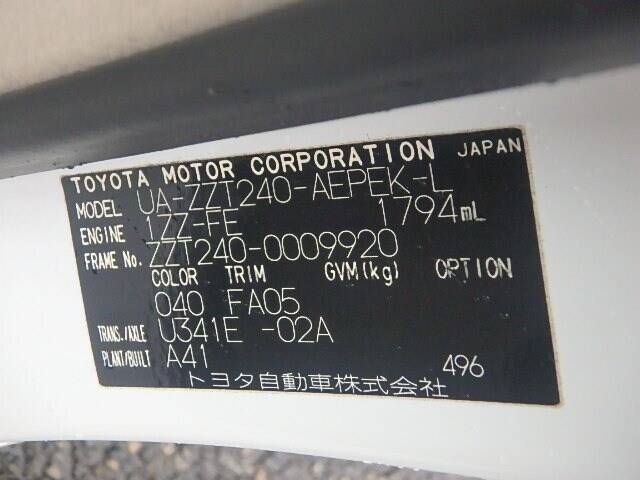 TOYOTA MOTOR CORPORATION JAPAN
MODEL UA-ZZT240-AEPEK-L
ENGINE 1ZZ-FE 1794mL
FRAME No. ZZT240-0009920
COLOR TRIM GVM(kg) OPTION
040 FA05
TRANS./AXLE U341E -02A
PLANT/BUILT A41 496
トヨタ自動車株式会社